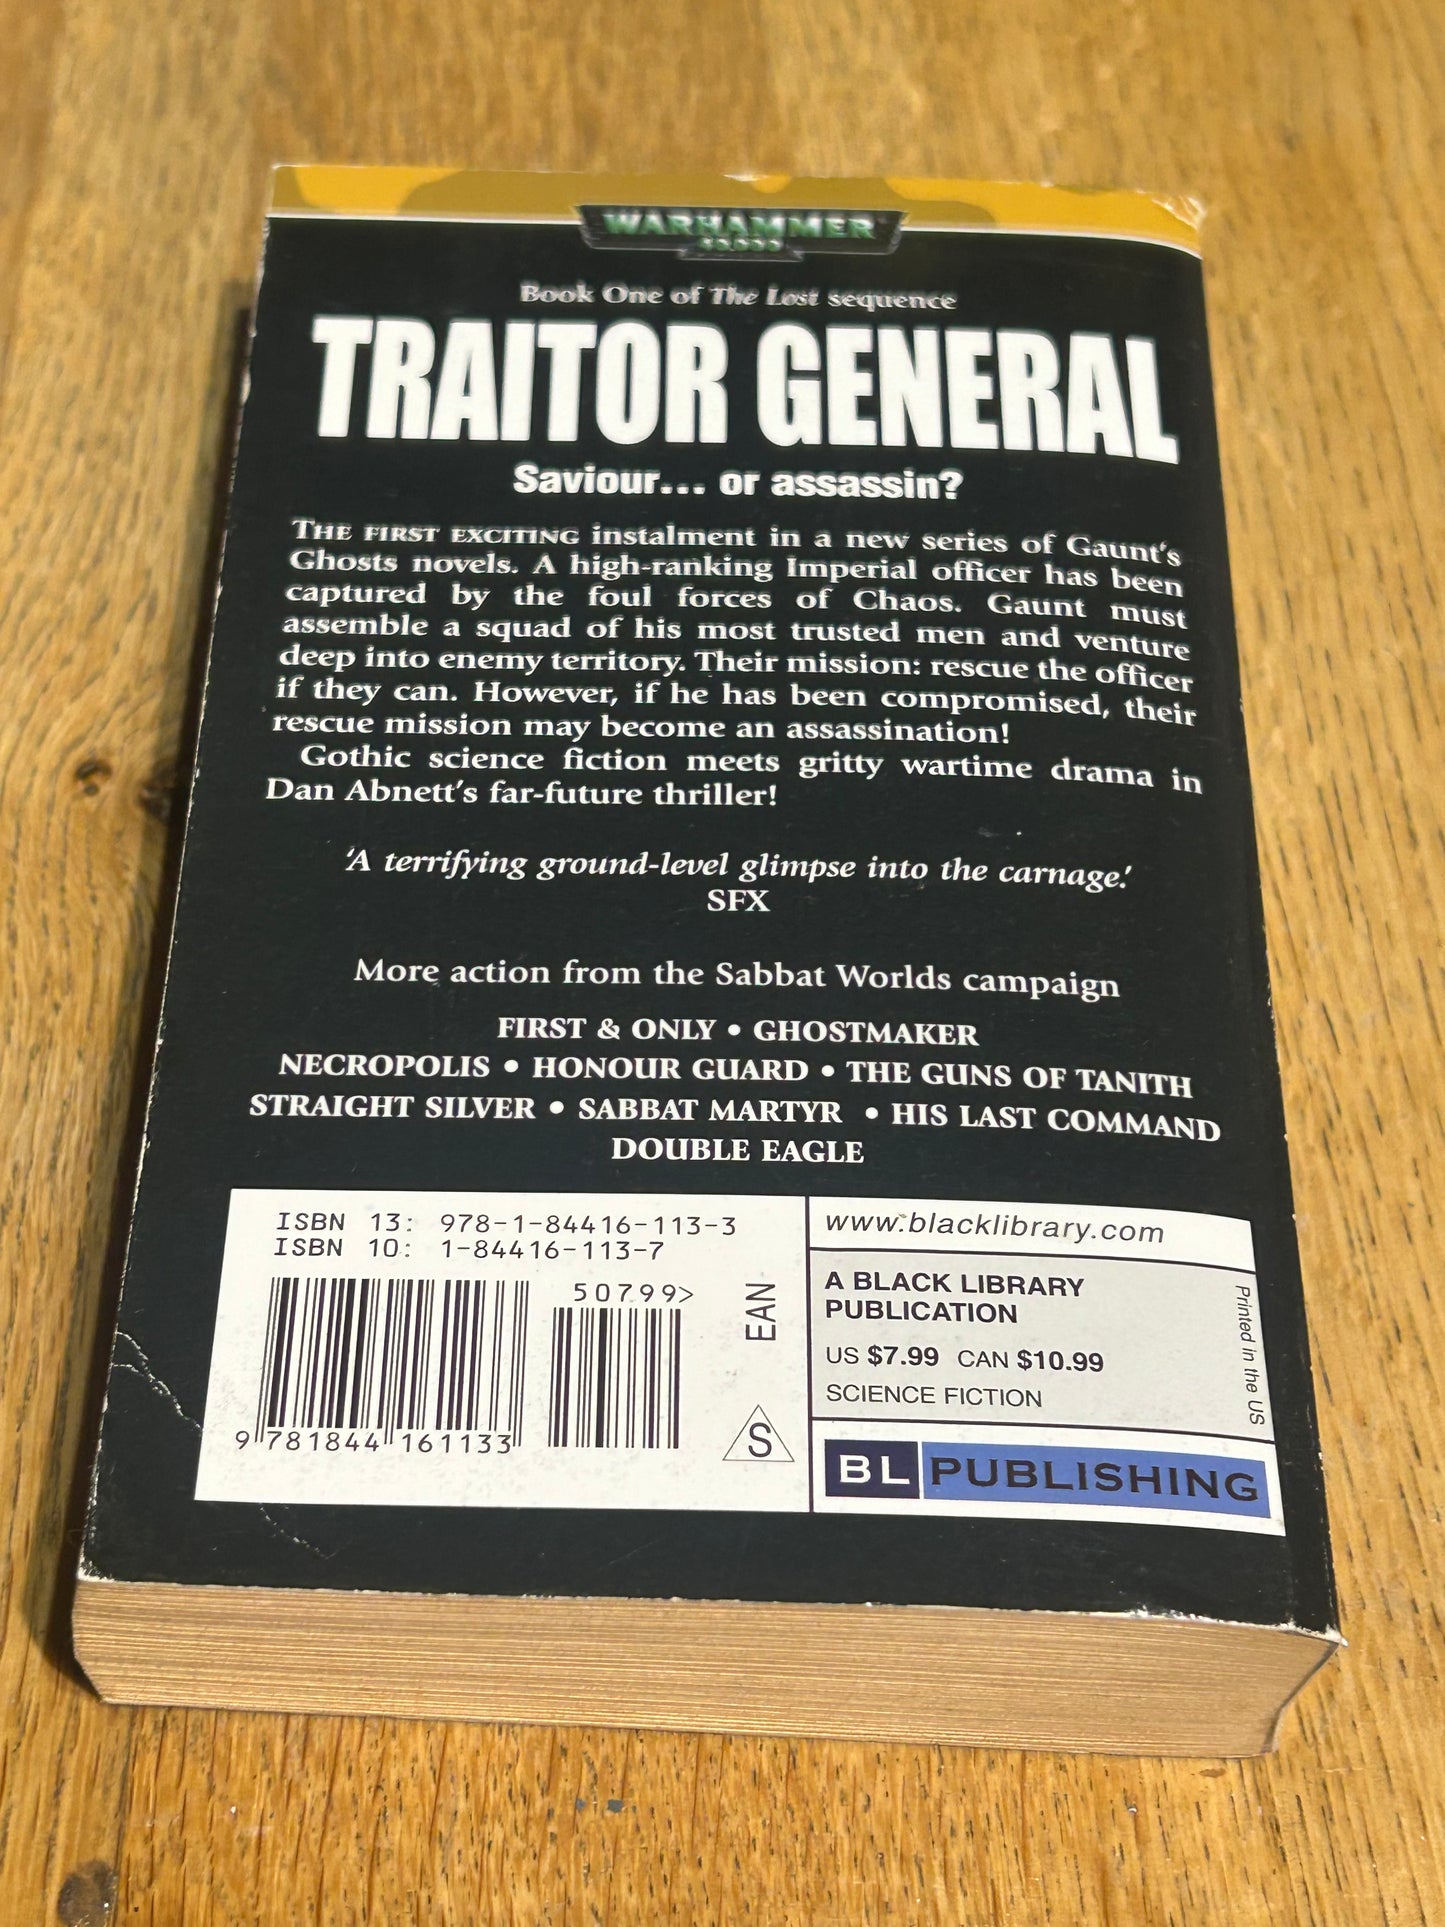 WARHAMMER
40,000
Book One of The Lost sequence
TRAITOR GENERAL
Saviour... or assassin?
THE FIRST EXCITING instalment in a new series of Gaunt's
Ghosts novels. A high-ranking Imperial officer has been
captured by the foul forces of Chaos. Gaunt must
assemble a squad of his most trusted men and venture
deep into enemy territory. Their mission: rescue the officer
if they can. However, if he has been compromised, their
rescue mission may become an assassination!
Gothic science fiction meets gritty wartime drama in
Dan Abnett's far-future thriller!
'A terrifying ground-level glimpse into the carnage.'
SFX
More action from the Sabbat Worlds campaign
FIRST & ONLY • GHOSTMAKER
NECROPOLIS • HONOUR GUARD • THE GUNS OF TANITH
STRAIGHT SILVER • SABBAT MARTYR • HIS LAST COMMAND
DOUBLE EAGLE
ISBN 13: 978-1-84416-113-3
ISBN 10: 1-84416-113-7
50799>
EAN
9 781844 161133
S
www.blacklibrary.com
A BLACK LIBRARY
PUBLICATION
US $7.99 CAN $10.99
SCIENCE FICTION
Printed in the US
BL PUBLISHING